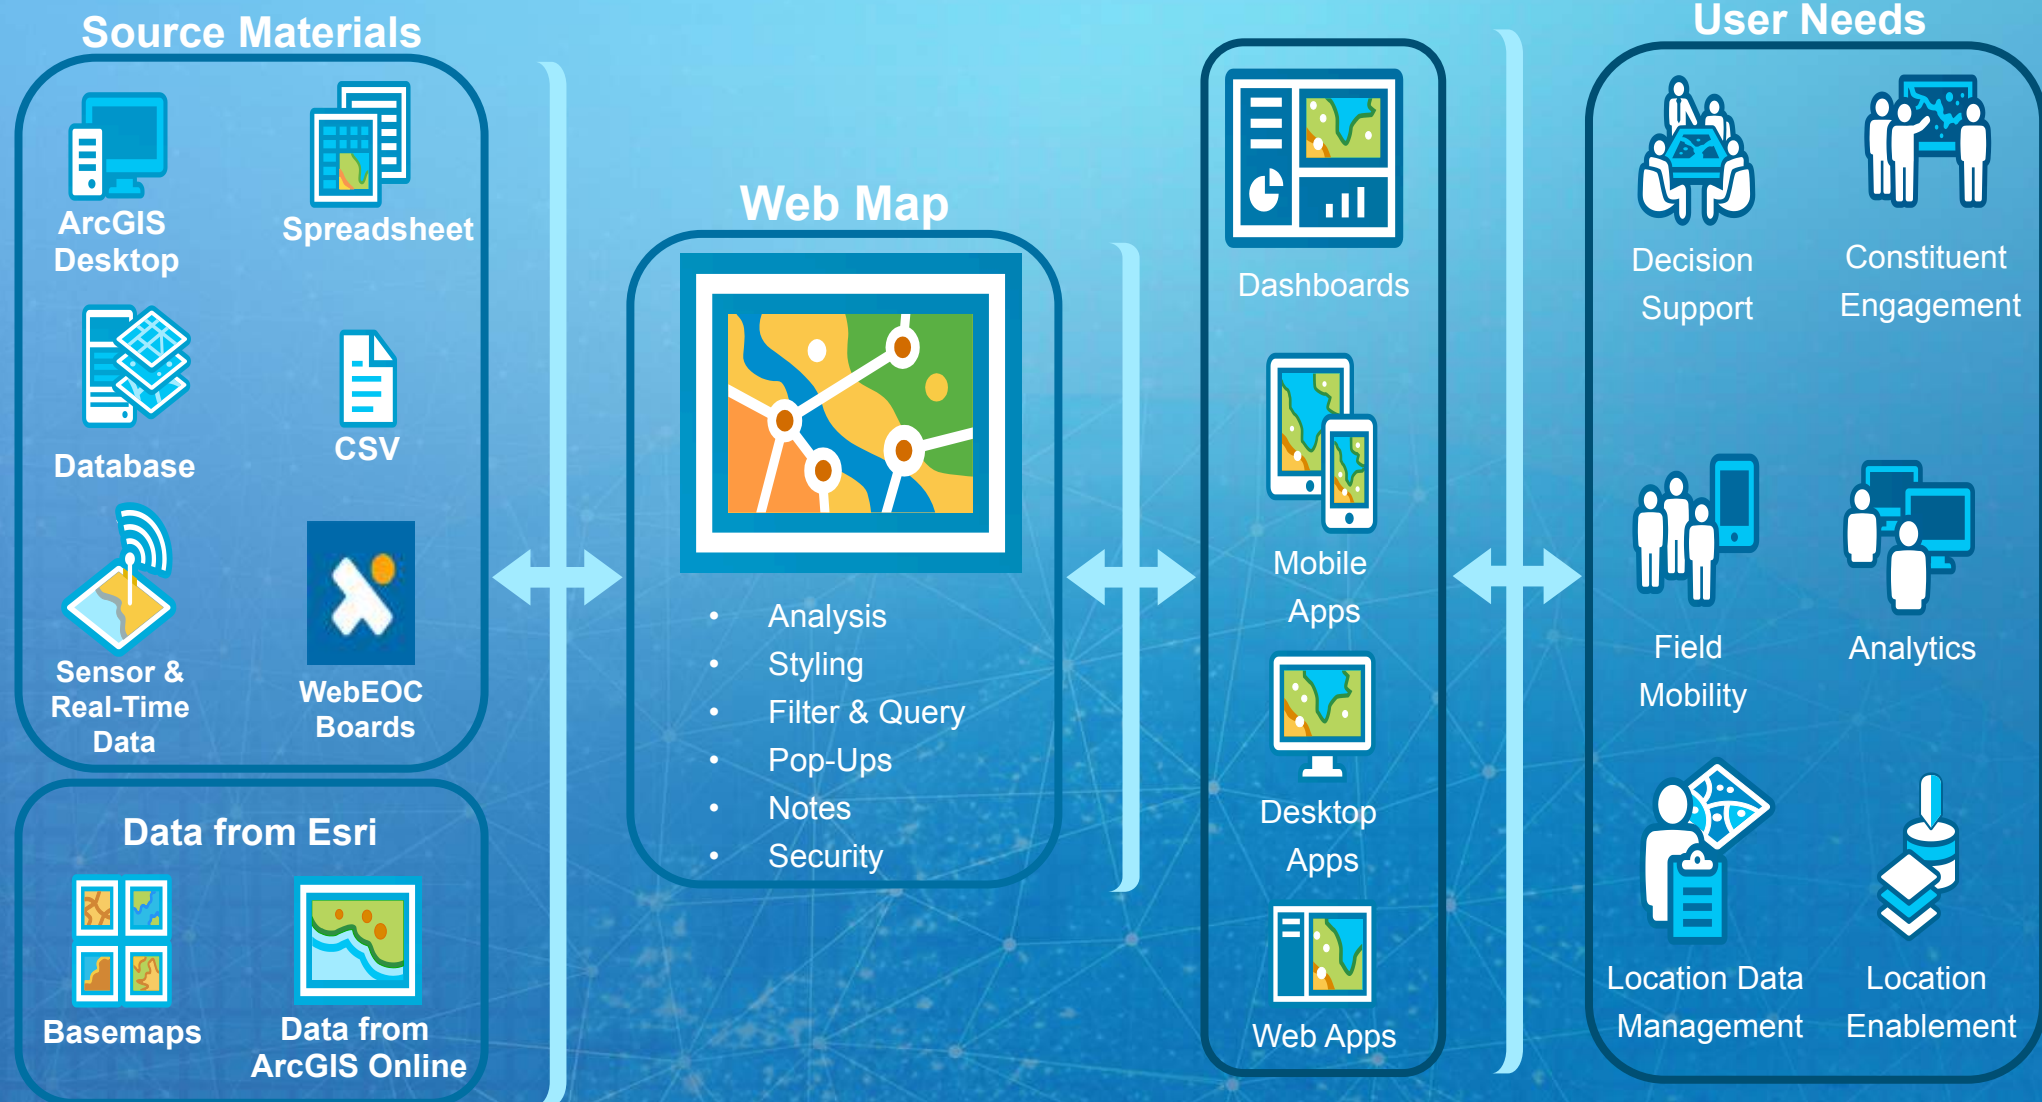 Source Materials
ArcGIS
Desktop
Spreadsheet
Database
CSV
Sensor &
Real-Time
Data
WebEOC
Boards
Data from Esri
Basemaps
Data from
ArcGIS Online
Web Map
• Analysis
• Styling
• Filter & Query
• Pop-Ups
• Notes
• Security
Dashboards
Mobile
Apps
Desktop
Apps
Web Apps
User Needs
Decision
Support
Constituent
Engagement
Field
Mobility
Analytics
Location Data
Management
Location
Enablement